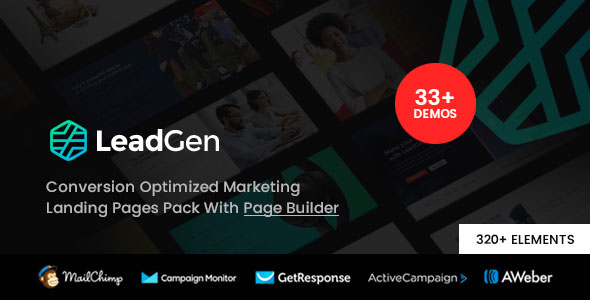 33+
DEMOS
LeadGen
Conversion Optimized Marketing
Landing Pages Pack With Page Builder
320+ ELEMENTS
MailChimp
Campaign Monitor
GetResponse
ActiveCampaign >
AWeber